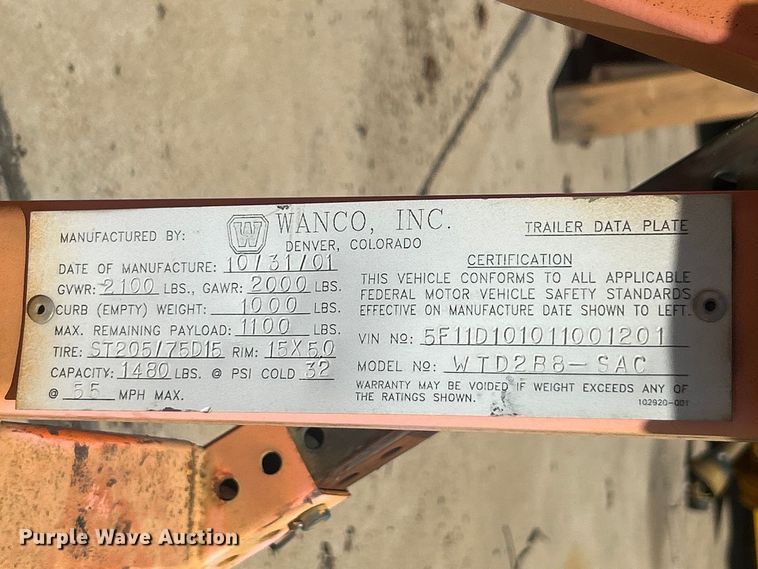 MANUFACTURED BY: W WANCO, INC.
DENVER, COLORADO
TRAILER DATA PLATE
DATE OF MANUFACTURE: 10/31/01
GVWR: 2100 LBS., GAWR: 2000 LBS.
CURB (EMPTY) WEIGHT: 1000 LBS.
MAX. REMAINING PAYLOAD: 1100 LBS.
TIRE: ST205/75D15 RIM: 15X5.0
CAPACITY: 1480 LBS. @ PSI COLD 32
@ 55 MPH MAX.
CERTIFICATION
THIS VEHICLE CONFORMS TO ALL APPLICABLE
FEDERAL MOTOR VEHICLE SAFETY STANDARDS
EFFECTIVE ON MANUFACTURE DATE SHOWN TO LEFT.
VIN No: 5F11D101011001201
MODEL No: WTD2B8-SAC
WARRANTY MAY BE VOIDED IF WEIGHT EXCEEDS ANY OF
THE RATINGS SHOWN.
102920-001
Purple Wave Auction